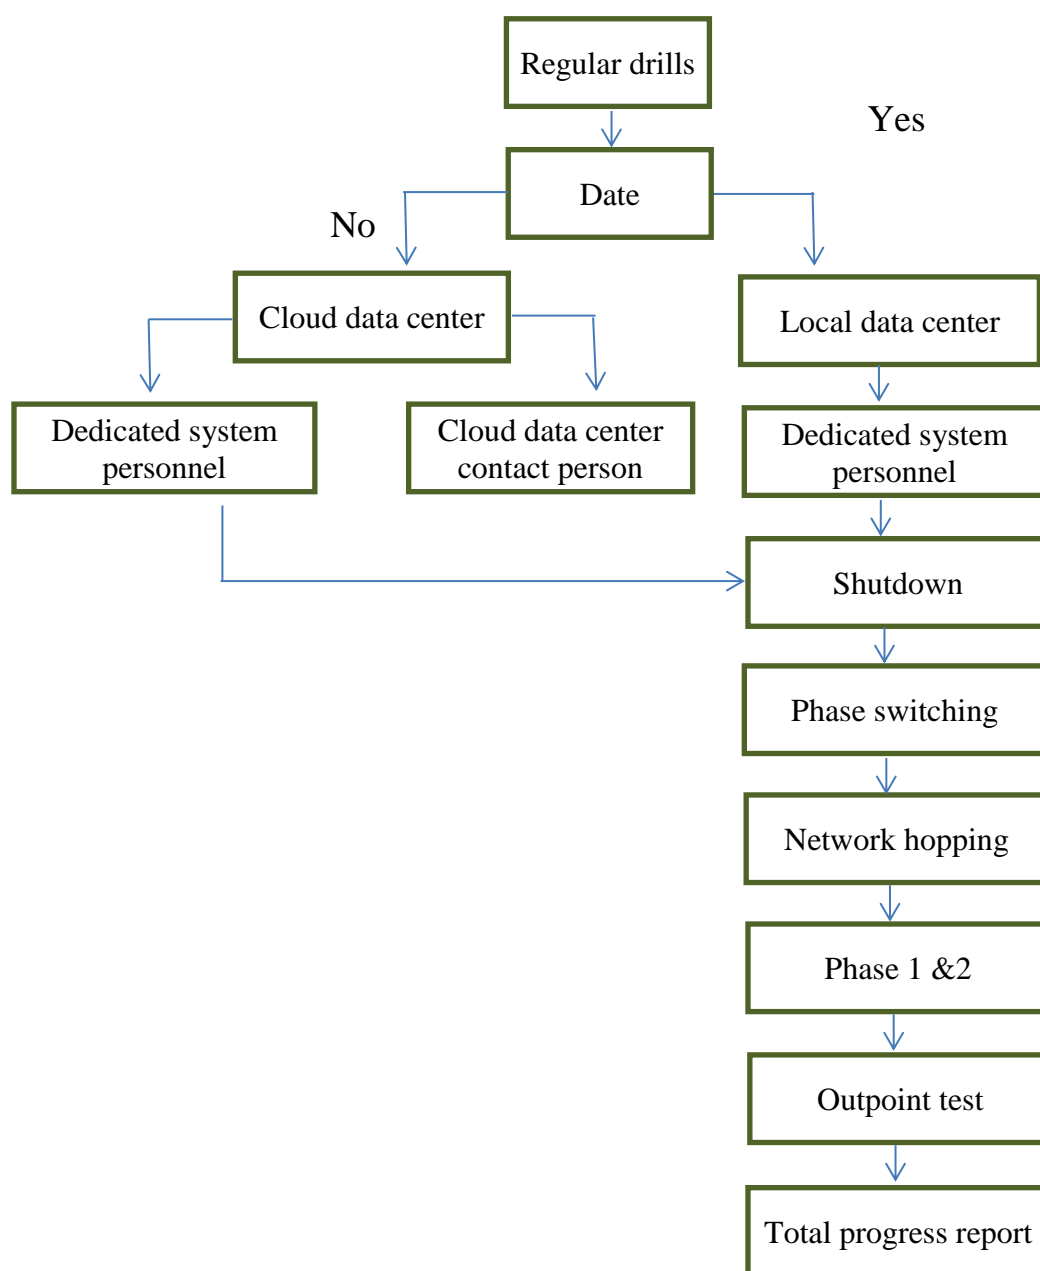 Regular drills
Yes
Date
No
Cloud data center
Local data center
Dedicated system
personnel
Cloud data center
contact person
Dedicated system
personnel
Shutdown
Phase switching
Network hopping
Phase 1 &2
Outpoint test
Total progress report